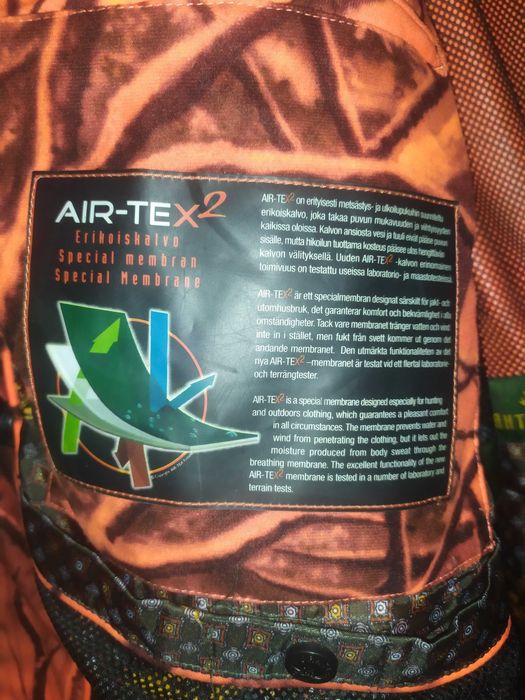 AIR-TEX2
Erikoiskalvo
Special membran
Special Membrane
AIR-TEX2 on erityisesti metsästys- ja ulkoilupukuihin suunniteltu
erikoiskalvo, joka takaa puvun mukavuuden ja viihtyvyyden
kaikissa oloissa. Kalvon ansiosta vesi ja tuuli eivät pääse puvun
sisälle, mutta hikoilun tuottama kosteus pääsee ulos hengittävän
kalvon välityksellä. Uuden AIR-TEX2 -kalvon erinomainen
toimivuus on testattu useissa laboratorio- ja maastotesteissä.
AIR-TEX2 är ett specialmembran designat särskilt för jakt- och
utomhusbruk, det garanterar komfort och bekvämlighet i alla
omständigheter. Tack vare membranet tränger vatten och vind
inte in i stället, men fukt från svett kommer ut genom det
andande membranet. Den utmärkta funktionaliteten av det
nya AIR-TEX2 –membranet är testat vid ett flertal laboratorie-
och terrängtester.
AIR-TEX2 is a special membrane designed especially for hunting
and outdoors clothing, which guarantees a pleasant comfort
in all circumstances. The membrane prevents water and
wind from penetrating the clothing, but it lets out the
moisture produced from body sweat through the
breathing membrane. The excellent functionality of the new
AIR-TEX2 membrane is tested in a number of laboratory and
terrain tests.